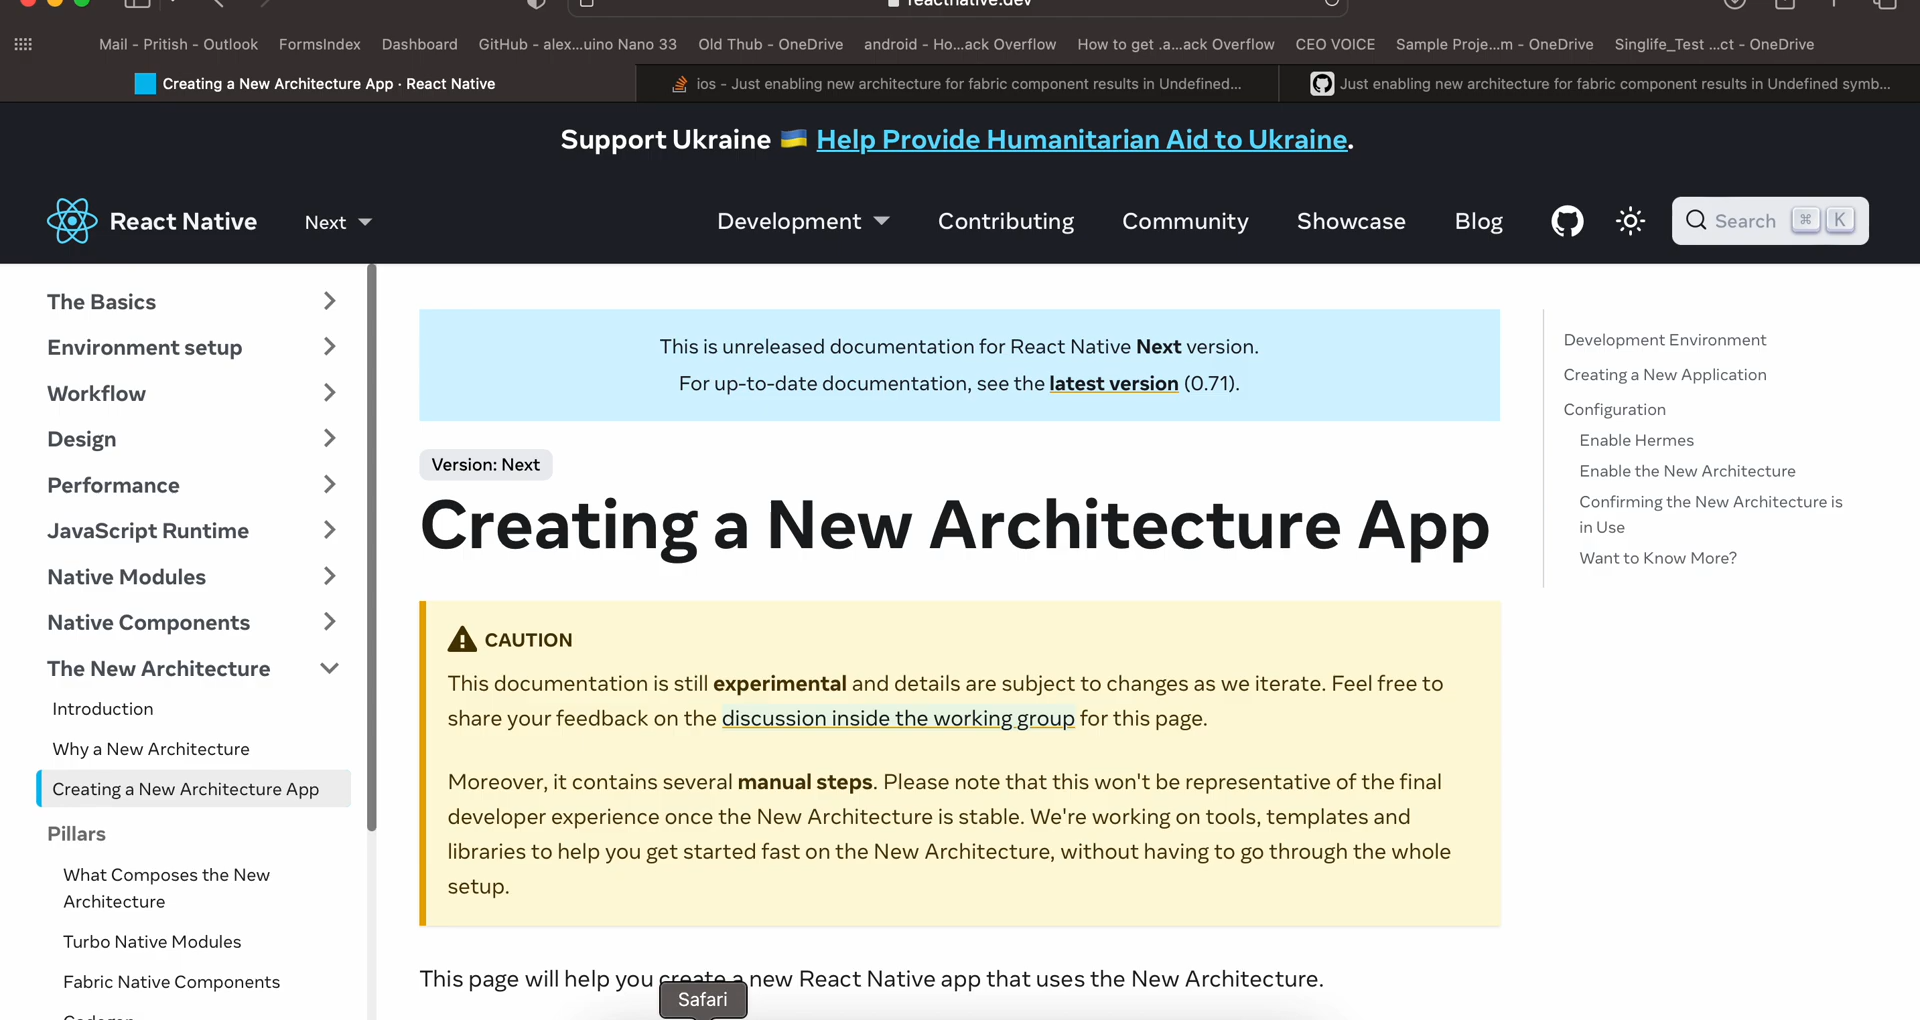 reactnative.dev
Mail - Pritish - Outlook
FormsIndex
Dashboard
GitHub - alex...uino Nano 33
Old Thub - OneDrive
android - Ho...ack Overflow
How to get .a...ack Overflow
CEO VOICE
Sample Proje...m - OneDrive
Singlife_Test ...ct - OneDrive
Creating a New Architecture App · React Native
ios - Just enabling new architecture for fabric component results in Undefined...
Just enabling new architecture for fabric component results in Undefined symb...
Support Ukraine 🇺🇦 Help Provide Humanitarian Aid to Ukraine.
React Native
Next
Development
Contributing
Community
Showcase
Blog
Search ⌘ K
The Basics
Environment setup
Workflow
Design
Performance
JavaScript Runtime
Native Modules
Native Components
The New Architecture
Introduction
Why a New Architecture
Creating a New Architecture App
Pillars
What Composes the New
Architecture
Turbo Native Modules
Fabric Native Components
This is unreleased documentation for React Native Next version.
For up-to-date documentation, see the latest version (0.71).
Version: Next
Creating a New Architecture App
CAUTION
This documentation is still experimental and details are subject to changes as we iterate. Feel free to
share your feedback on the discussion inside the working group for this page.
Moreover, it contains several manual steps. Please note that this won't be representative of the final
developer experience once the New Architecture is stable. We're working on tools, templates and
libraries to help you get started fast on the New Architecture, without having to go through the whole
setup.
This page will help you create a new React Native app that uses the New Architecture.
Safari
Development Environment
Creating a New Application
Configuration
Enable Hermes
Enable the New Architecture
Confirming the New Architecture is
in Use
Want to Know More?